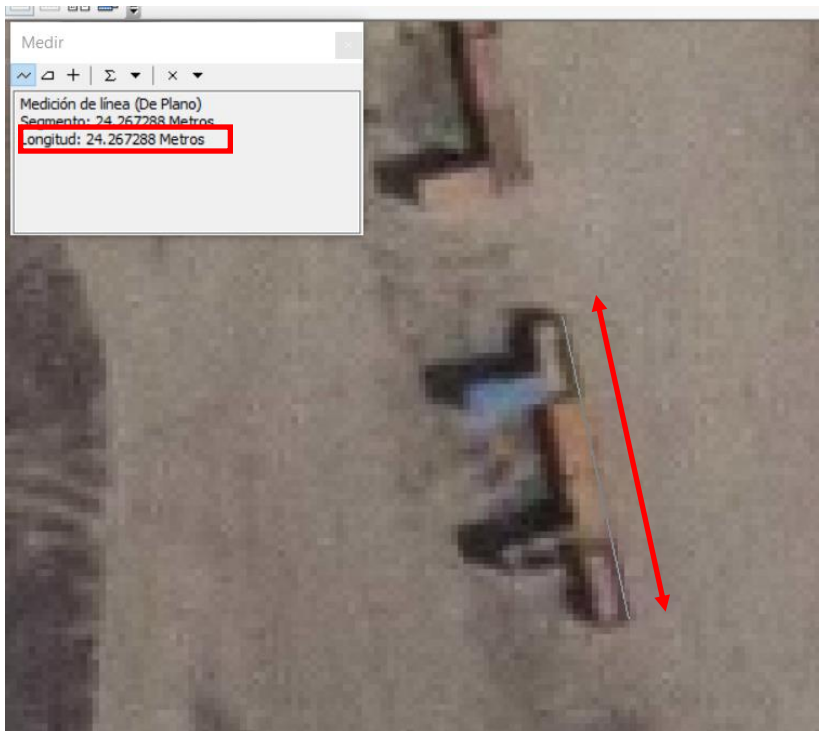 Medir
Medición de línea (De Plano)
Segmento: 24.267288 Metros
Longitud: 24.267288 Metros